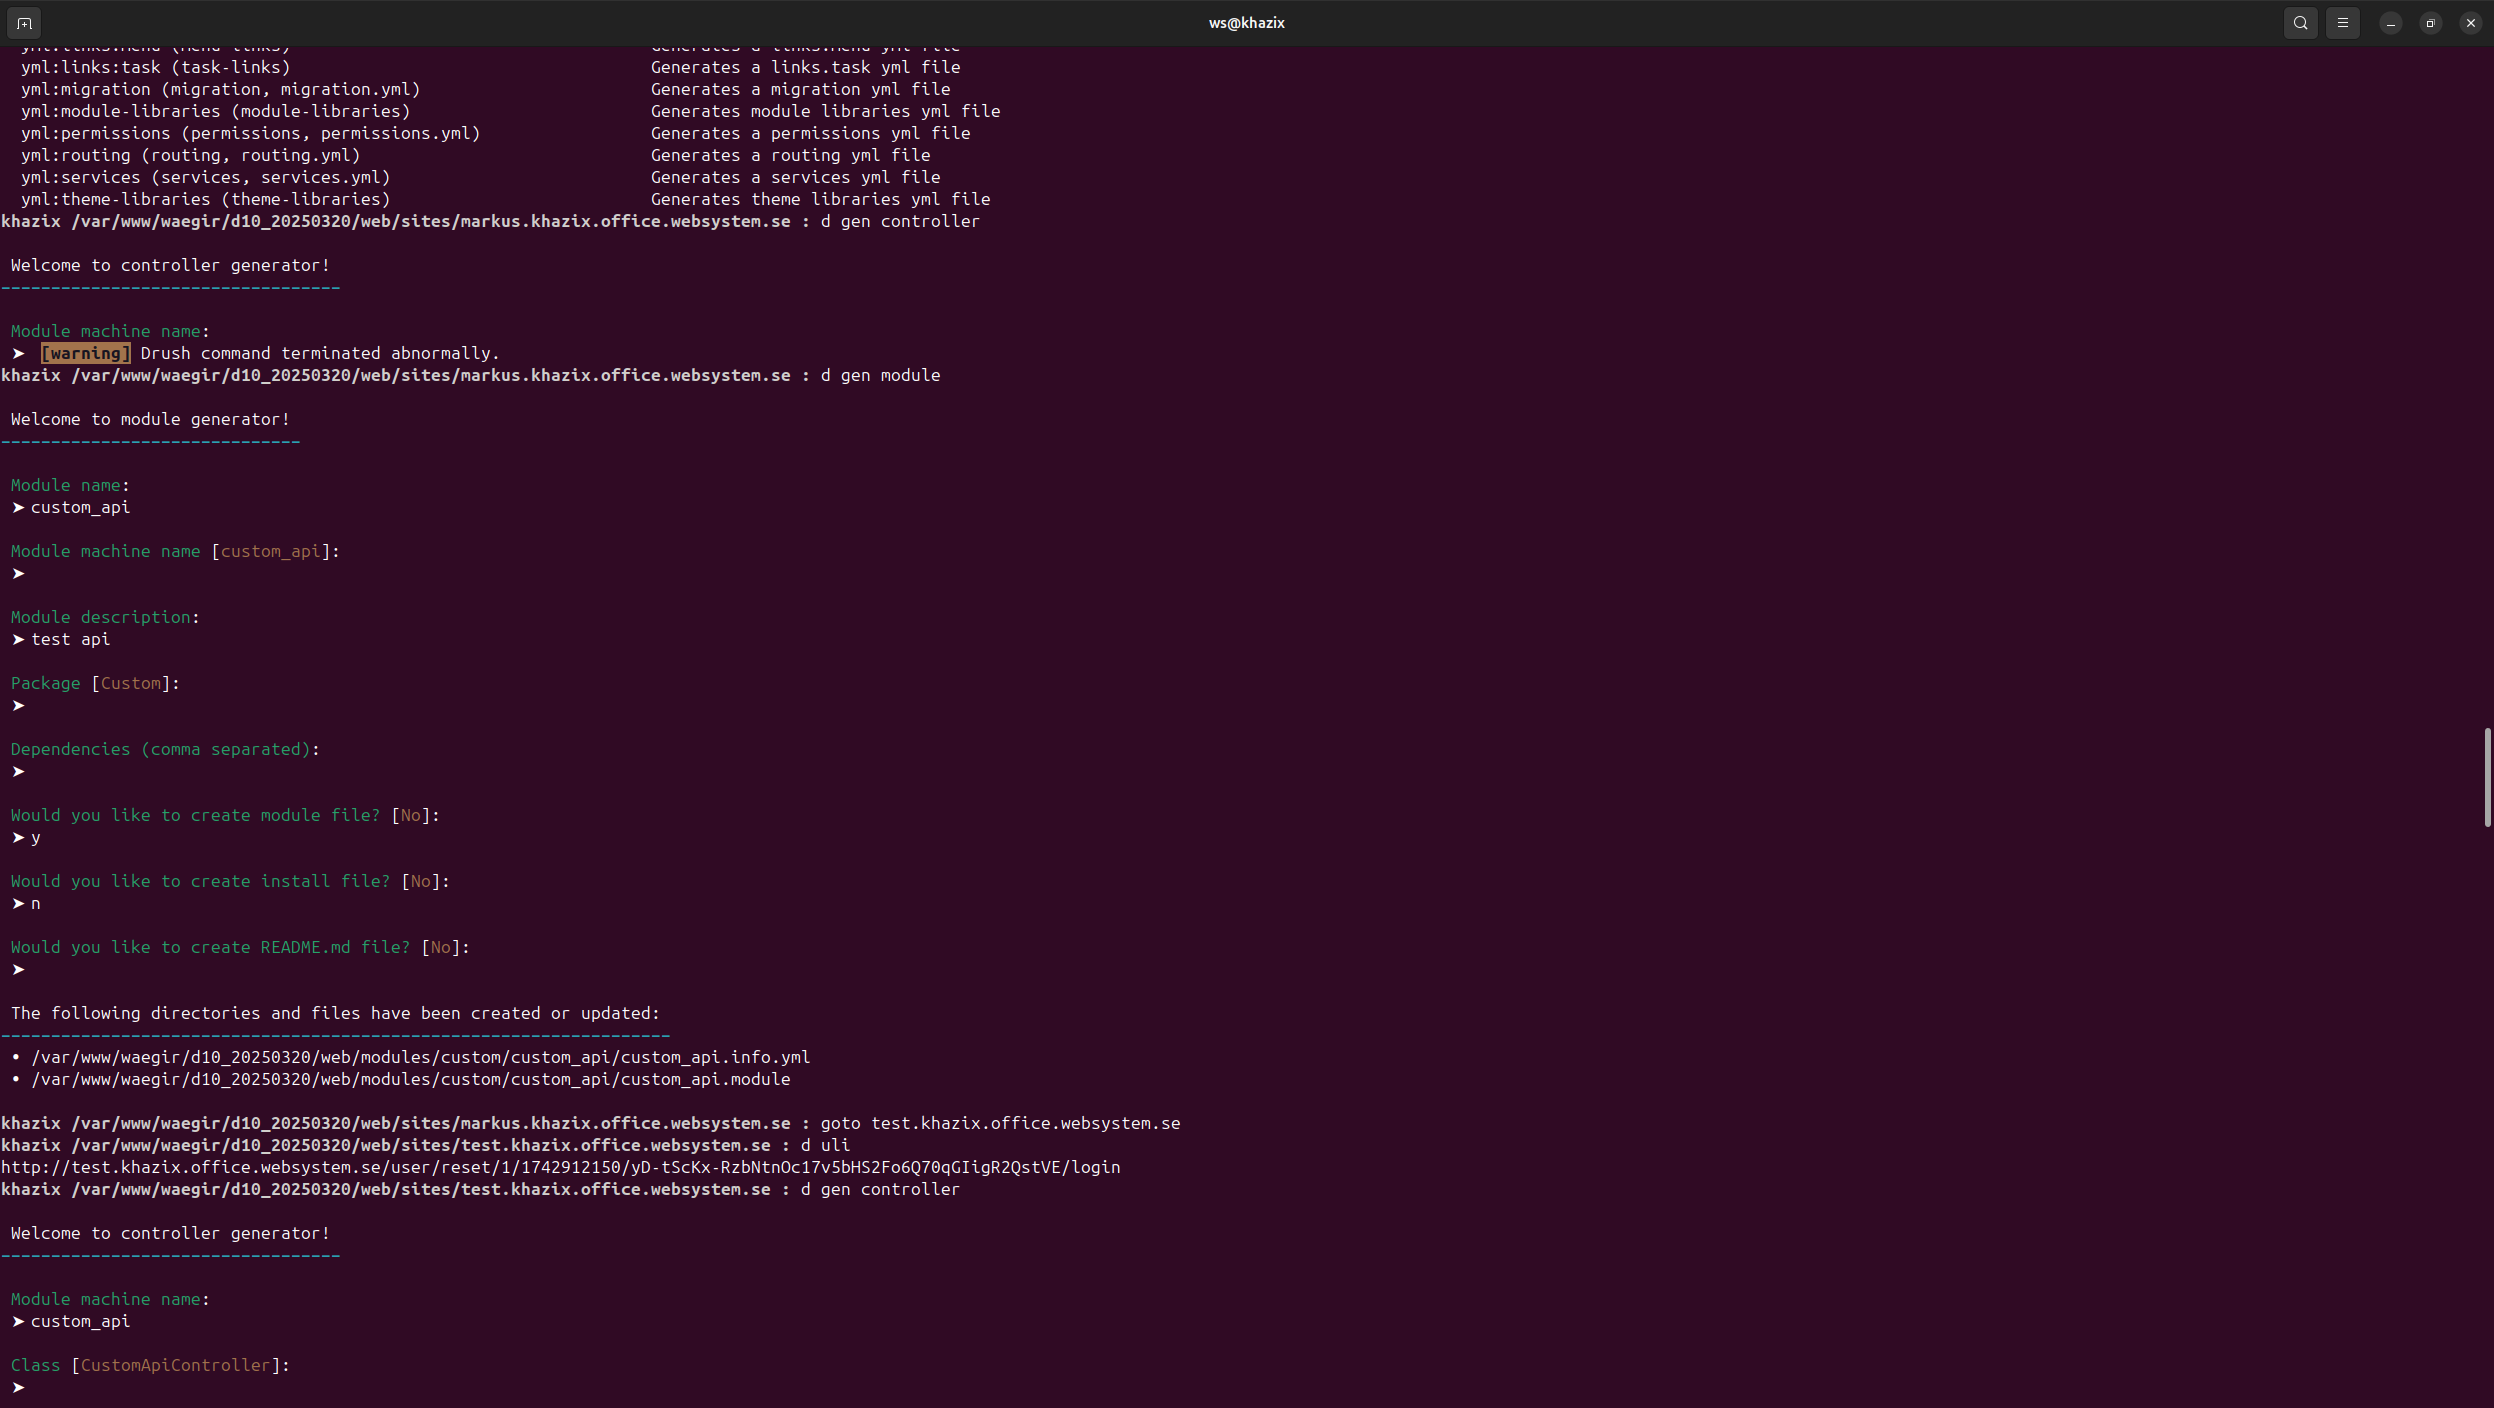 ws@khazix
yml:links:menu (menu-links) Generates a links.menu yml file
yml:links:task (task-links) Generates a links.task yml file
yml:migration (migration, migration.yml) Generates a migration yml file
yml:module-libraries (module-libraries) Generates module libraries yml file
yml:permissions (permissions, permissions.yml) Generates a permissions yml file
yml:routing (routing, routing.yml) Generates a routing yml file
yml:services (services, services.yml) Generates a services yml file
yml:theme-libraries (theme-libraries) Generates theme libraries yml file
khazix /var/www/waegir/d10_20250320/web/sites/markus.khazix.office.websystem.se : d gen controller
Welcome to controller generator!
----------------------------------
Module machine name:
➤ [warning] Drush command terminated abnormally.
khazix /var/www/waegir/d10_20250320/web/sites/markus.khazix.office.websystem.se : d gen module
Welcome to module generator!
------------------------------
Module name:
➤ custom_api
Module machine name [custom_api]:
➤
Module description:
➤ test api
Package [Custom]:
➤
Dependencies (comma separated):
➤
Would you like to create module file? [No]:
➤ y
Would you like to create install file? [No]:
➤ n
Would you like to create README.md file? [No]:
➤
The following directories and files have been created or updated:
-------------------------------------------------------------------
• /var/www/waegir/d10_20250320/web/modules/custom/custom_api/custom_api.info.yml
• /var/www/waegir/d10_20250320/web/modules/custom/custom_api/custom_api.module
khazix /var/www/waegir/d10_20250320/web/sites/markus.khazix.office.websystem.se : goto test.khazix.office.websystem.se
khazix /var/www/waegir/d10_20250320/web/sites/test.khazix.office.websystem.se : d uli
http://test.khazix.office.websystem.se/user/reset/1/1742912150/yD-tScKx-RzbNtnOc17v5bHS2Fo6Q70qGIigR2QstVE/login
khazix /var/www/waegir/d10_20250320/web/sites/test.khazix.office.websystem.se : d gen controller
Welcome to controller generator!
----------------------------------
Module machine name:
➤ custom_api
Class [CustomApiController]:
➤